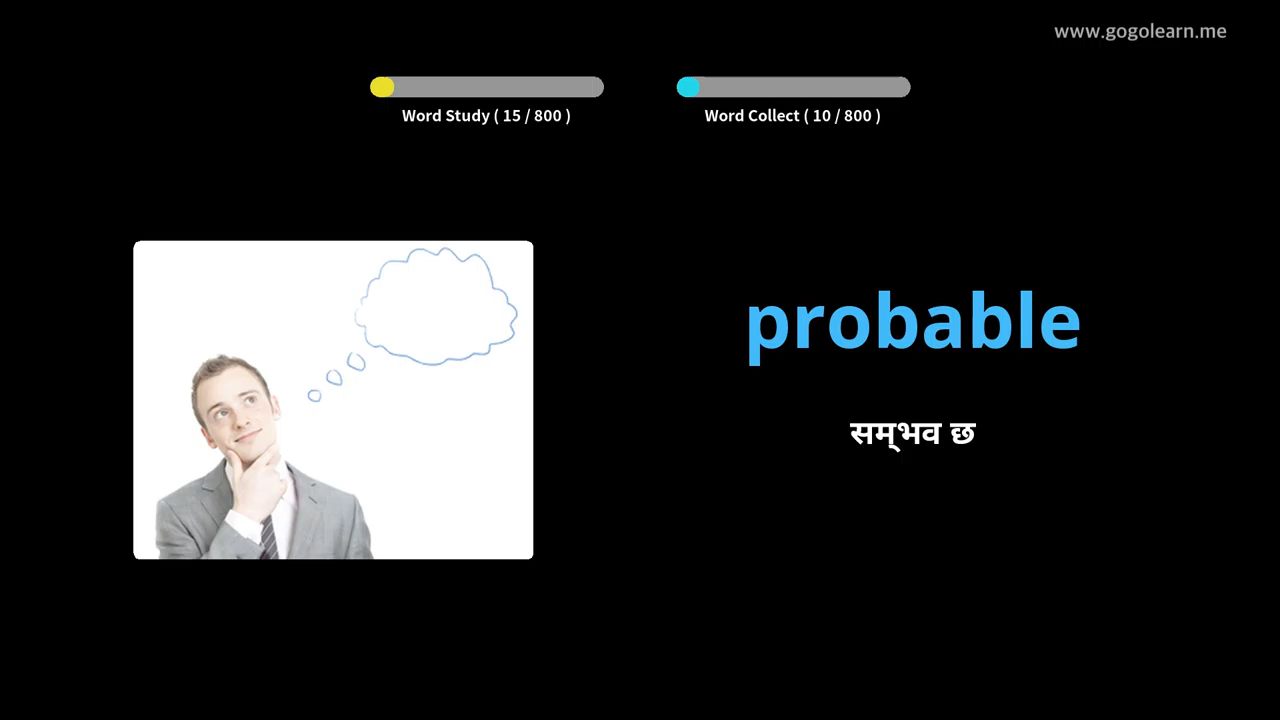 www.gogolearn.me
Word Study ( 15 / 800 )
Word Collect ( 10 / 800 )
probable
सम्‌भव छ